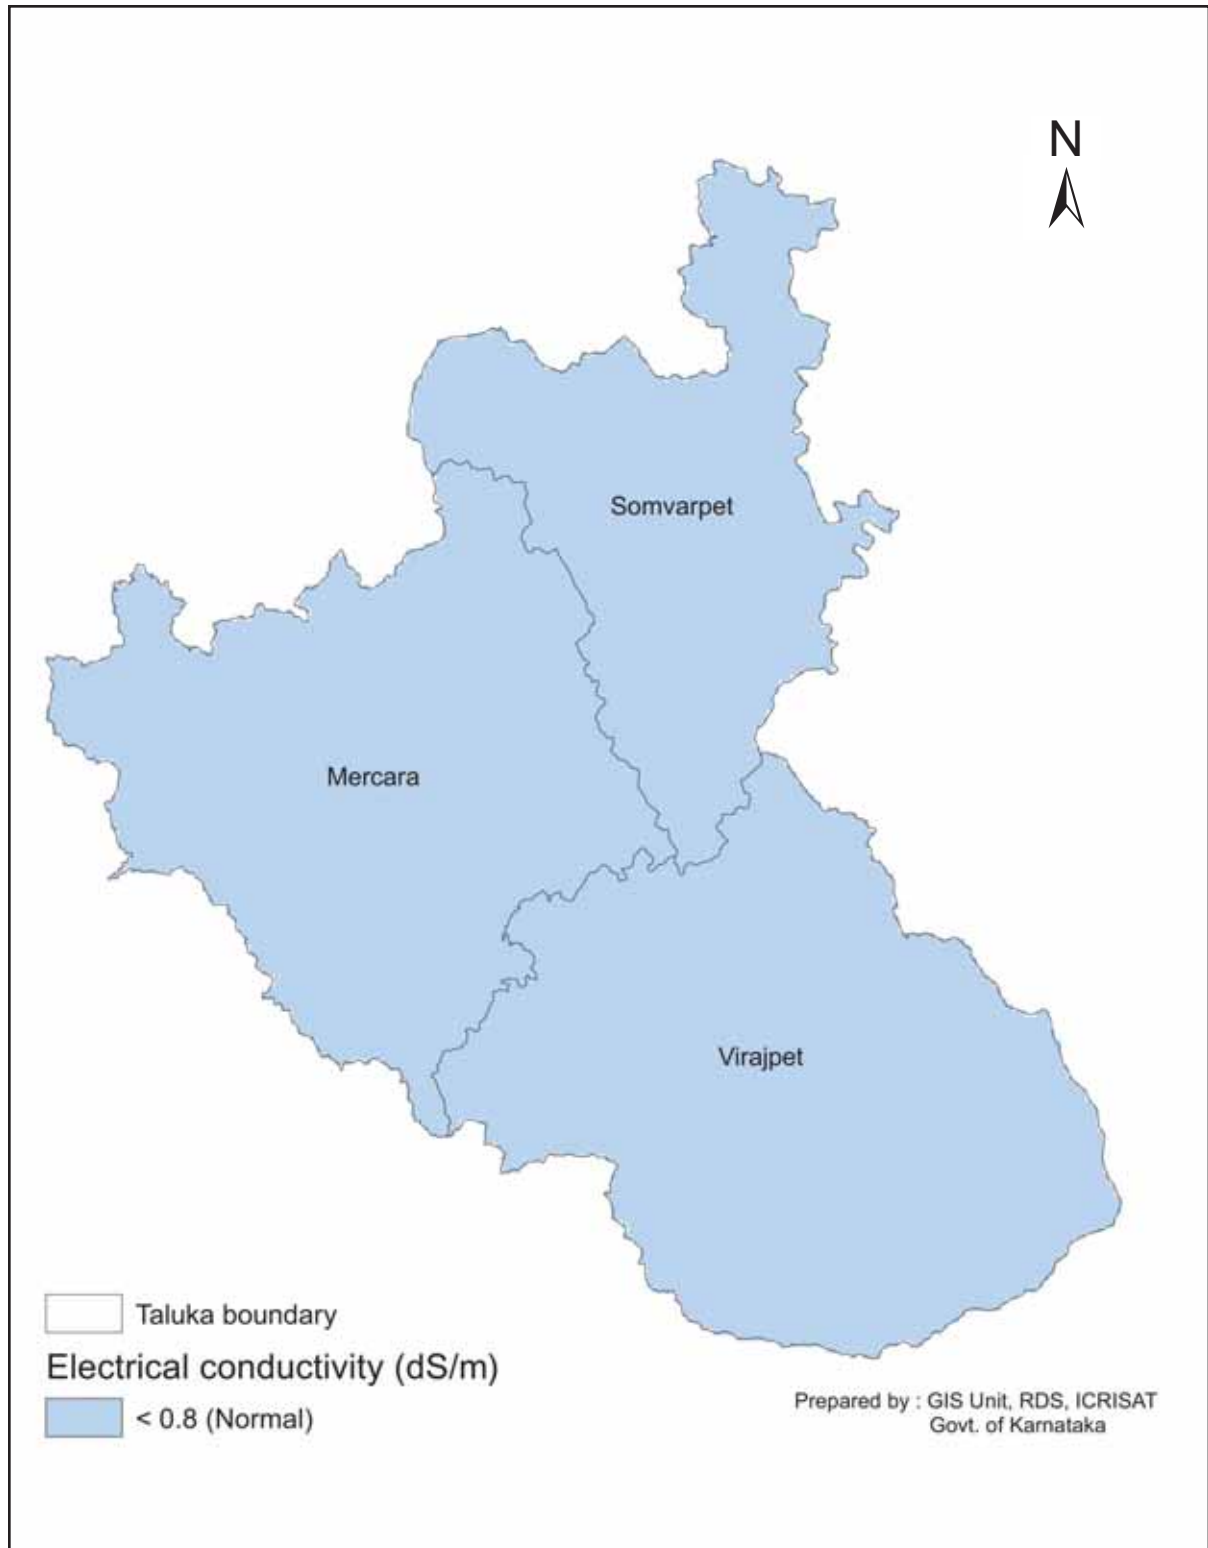 N
Somvarpet
Mercara
Virajpet
Taluka boundary
Electrical conductivity (dS/m)
< 0.8 (Normal)
Prepared by : GIS Unit, RDS, ICRISAT
Govt. of Karnataka